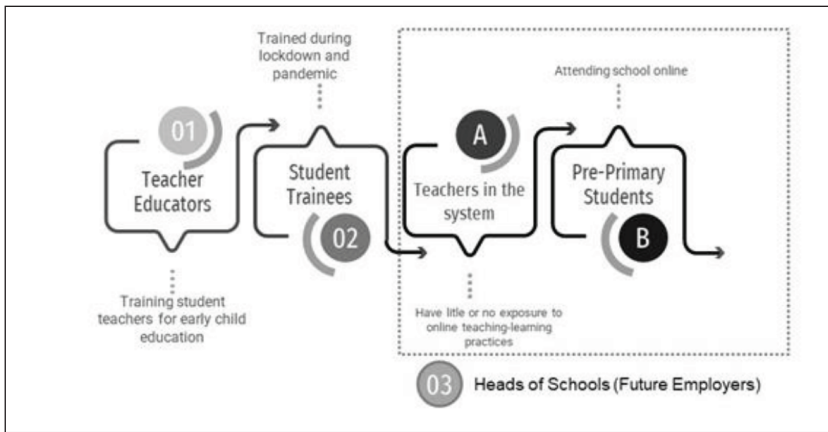 Trained during
lockdown and
pandemic
Attending school online
01
Teacher
Educators
Student
Trainees
02
A
Teachers in the
system
Pre-Primary
Students
B
Training student
teachers for early child
education
Have litle or no exposure to
online teaching-learning
practices
03 Heads of Schools (Future Employers)